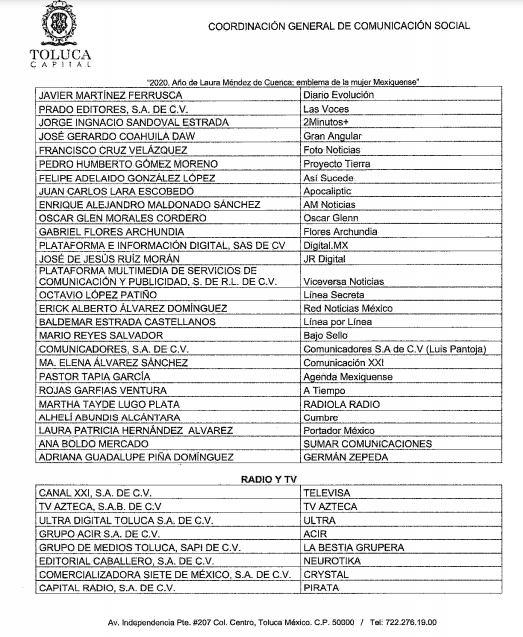 COORDINACIÓN GENERAL DE COMUNICACIÓN SOCIAL
TOLUCA
CAPITAL
"2020. Año de Laura Méndez de Cuenca; emblema de la mujer Mexiquense"
JAVIER MARTÍNEZ FERRUSCA Diario Evolución
PRADO EDITORES, S.A. DE C.V. Las Voces
JORGE INGNACIO SANDOVAL ESTRADA 2Minutos+
JOSÉ GERARDO COAHUILA DAW Gran Angular
FRANCISCO CRUZ VELÁZQUEZ Foto Noticias
PEDRO HUMBERTO GÓMEZ MORENO Proyecto Tierra
FELIPE ADELAIDO GONZÁLEZ LÓPEZ Así Sucede
JUAN CARLOS LARA ESCOBEDO Apocaliptic
ENRIQUE ALEJANDRO MALDONADO SÁNCHEZ AM Noticias
OSCAR GLEN MORALES CORDERO Oscar Glenn
GABRIEL FLORES ARCHUNDIA Flores Archundia
PLATAFORMA E INFORMACIÓN DIGITAL, SAS DE CV Digital.MX
JOSÉ DE JESÚS RUÍZ MORÁN JR Digital
PLATAFORMA MULTIMEDIA DE SERVICIOS DE
COMUNICACIÓN Y PUBLICIDAD, S. DE R.L. DE C.V. Viceversa Noticias
OCTAVIO LÓPEZ PATIÑO Línea Secreta
ERICK ALBERTO ÁLVAREZ DOMÍNGUEZ Red Noticias México
BALDEMAR ESTRADA CASTELLANOS Línea por Línea
MARIO REYES SALVADOR Bajo Sello
COMUNICADORES, S.A. DE C.V. Comunicadores S.A de C.V (Luis Pantoja)
MA. ELENA ÁLVAREZ SÁNCHEZ Comunicación XXI
PASTOR TAPIA GARCÍA Agenda Mexiquense
ROJAS GARFIAS VENTURA A Tiempo
MARTHA TAYDE LUGO PLATA RADIOLA RADIO
ALHELÍ ABUNDIS ALCÁNTARA Cumbre
LAURA PATRICIA HERNÁNDEZ ALVAREZ Portador México
ANA BOLDO MERCADO SUMAR COMUNICACIONES
ADRIANA GUADALUPE PIÑA DOMÍNGUEZ GERMÁN ZEPEDA
RADIO Y TV
CANAL XXI, S.A. DE C.V. TELEVISA
TV AZTECA, S.A.B. DE C.V TV AZTECA
ULTRA DIGITAL TOLUCA S.A. DE C.V. ULTRA
GRUPO ACIR S.A. DE C.V. ACIR
GRUPO DE MEDIOS TOLUCA, SAPI DE C.V. LA BESTIA GRUPERA
EDITORIAL CABALLERO, S.A. DE C.V. NEUROTIKA
COMERCIALIZADORA SIETE DE MÉXICO, S.A. DE C.V. CRYSTAL
CAPITAL RADIO, S.A. DE C.V. PIRATA
Av. Independencia Pte. #207 Col. Centro, Toluca México. C.P. 50000 / Tel: 722.276.19.00